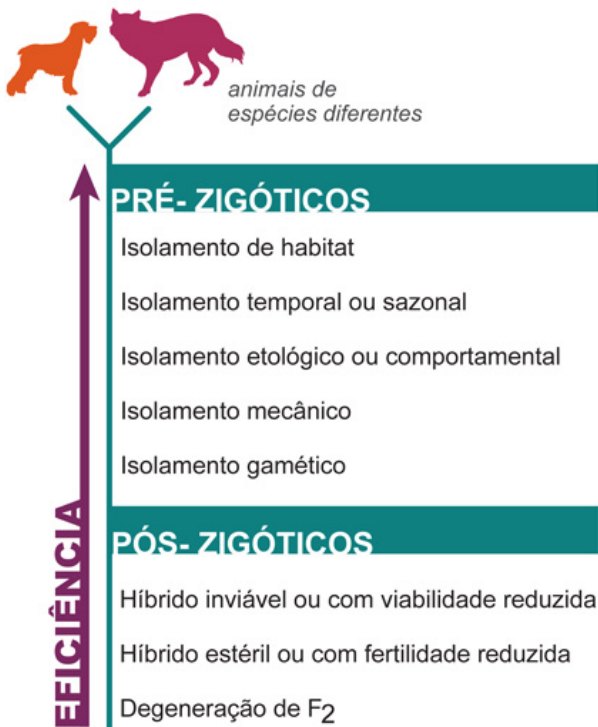 animais de
espécies diferentes
PRÉ- ZIGÓTICOS
Isolamento de habitat
Isolamento temporal ou sazonal
Isolamento etológico ou comportamental
Isolamento mecânico
Isolamento gamético
PÓS- ZIGÓTICOS
Híbrido inviável ou com viabilidade reduzida
Híbrido estéril ou com fertilidade reduzida
Degeneração de F2
EFICIÊNCIA